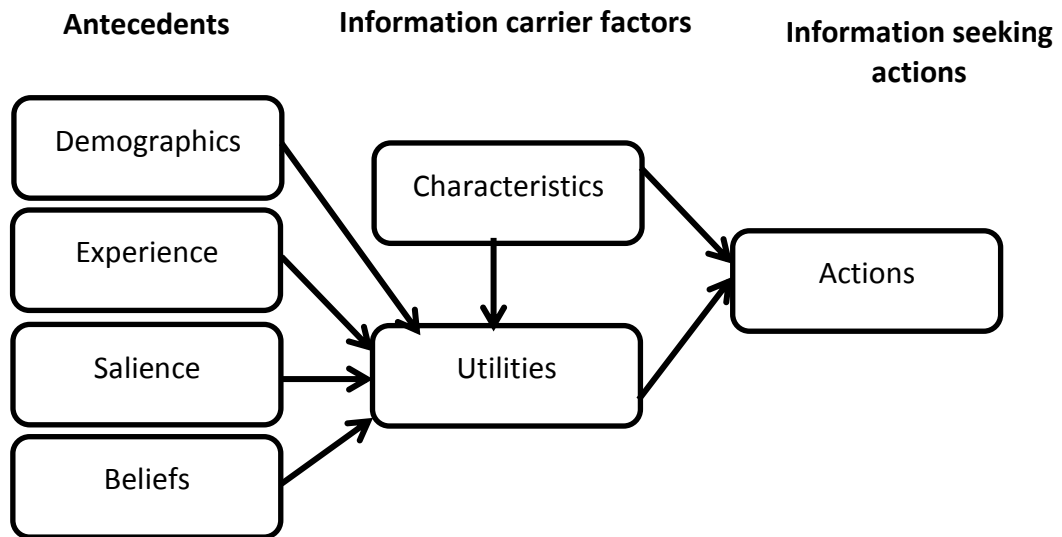 Antecedents
Information carrier factors
Information seeking
actions
Demographics
Experience
Salience
Beliefs
Characteristics
Utilities
Actions